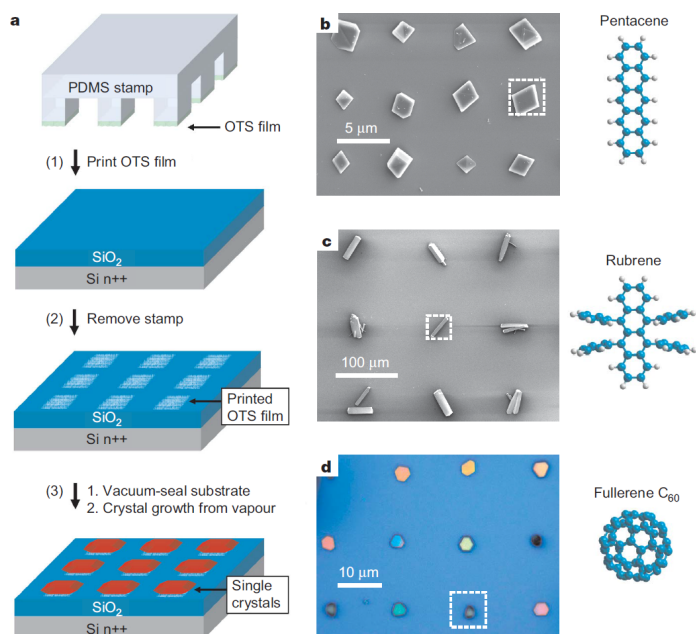 a
PDMS stamp
OTS film
(1) Print OTS film
SiO2
Si n++
(2) Remove stamp
Printed
OTS film
SiO2
Si n++
(3) 1. Vacuum-seal substrate
2. Crystal growth from vapour
Single
crystals
SiO2
Si n++
b
5 μm
Pentacene
c
100 μm
Rubrene
d
10 μm
Fullerene C60